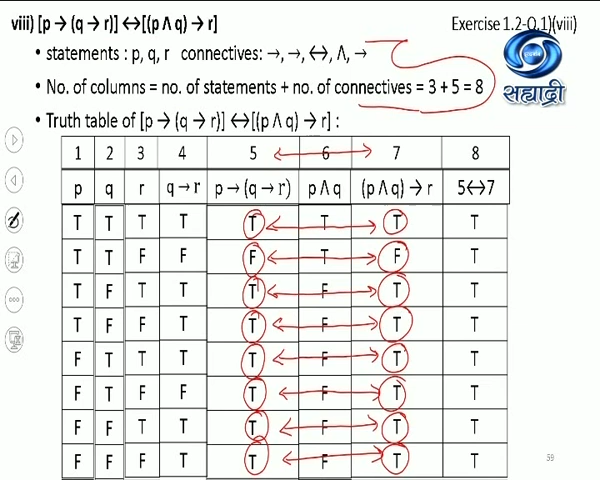 viii) [p → (q → r)] ↔[(p Λ q) → r]
Exercise 1.2-Q.1)(viii)
• statements : p, q, r connectives: →, →, ↔, Λ, →
सह्याद्री
• No. of columns = no. of statements + no. of connectives = 3 + 5 = 8
• Truth table of [p → (q → r)] ↔[(p Λ q) → r] :
1 2 3 4 5 6 7 8
p q r q → r p → (q → r) p Λ q (p Λ q) → r 5↔7
T T T T T T T T
T T F F F T F T
T F T T T F T T
T F F T T F T T
F T T T T F T T
F T F F T F T T
F F T T T F T T
F F F T T F T T
59